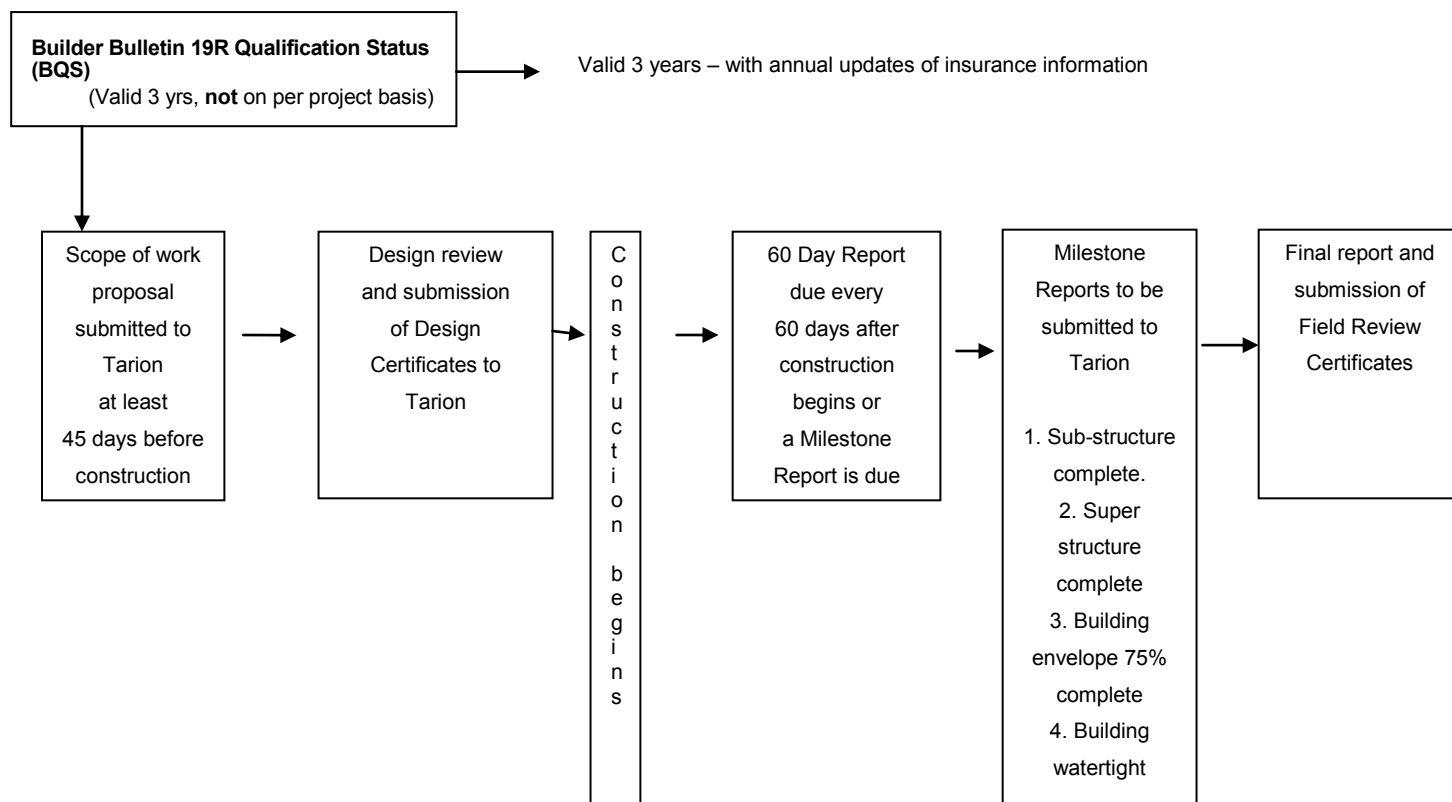 Builder Bulletin 19R Qualification Status
(BQS)
(Valid 3 yrs, not on per project basis)
Valid 3 years – with annual updates of insurance information
Scope of work
proposal
submitted to
Tarion
at least
45 days before
construction
Design review
and submission
of Design
Certificates to
Tarion
Construction begins
60 Day Report
due every
60 days after
construction
begins or
a Milestone
Report is due
Milestone
Reports to be
submitted to
Tarion
1. Sub-structure
complete.
2. Super
structure
complete
3. Building
envelope 75%
complete
4. Building
watertight
Final report and
submission of
Field Review
Certificates